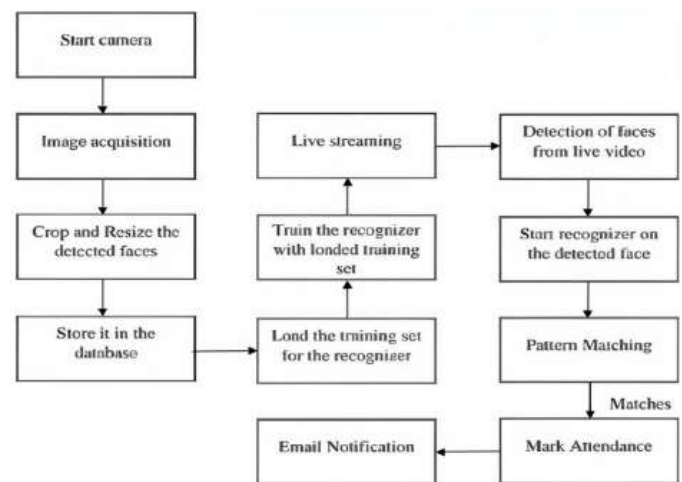 Start camera
Image acquisition
Crop and Resize the
detected faces
Store it in the
database
Lond the training set
for the recogniser
Train the recognizer
with londed training
set
Live streaming
Detection of faces
from live video
Start recognizer on
the detected face
Pattern Matching
Matches
Mark Attendance
Email Notification